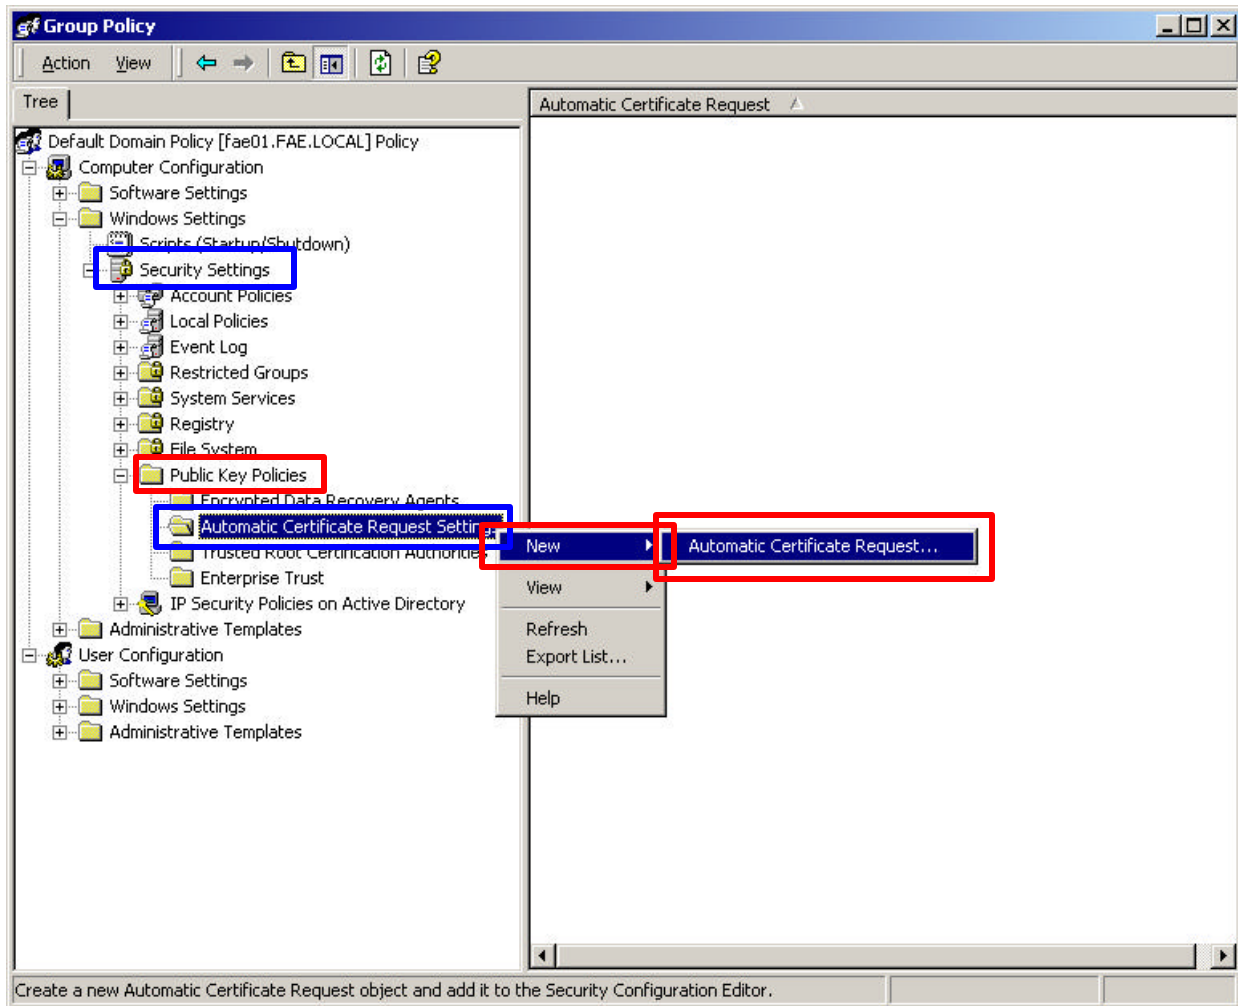 Group Policy
Action View
Tree
Automatic Certificate Request
Default Domain Policy [fae01.FAE.LOCAL] Policy
Computer Configuration
Software Settings
Windows Settings
Scripts (Startup/Shutdown)
Security Settings
Account Policies
Local Policies
Event Log
Restricted Groups
System Services
Registry
File System
Public Key Policies
Encrypted Data Recovery Agents
Automatic Certificate Request Setting
Trusted Root Certification Authorities
Enterprise Trust
IP Security Policies on Active Directory
Administrative Templates
User Configuration
Software Settings
Windows Settings
Administrative Templates
New
Automatic Certificate Request...
View
Refresh
Export List...
Help
Create a new Automatic Certificate Request object and add it to the Security Configuration Editor.